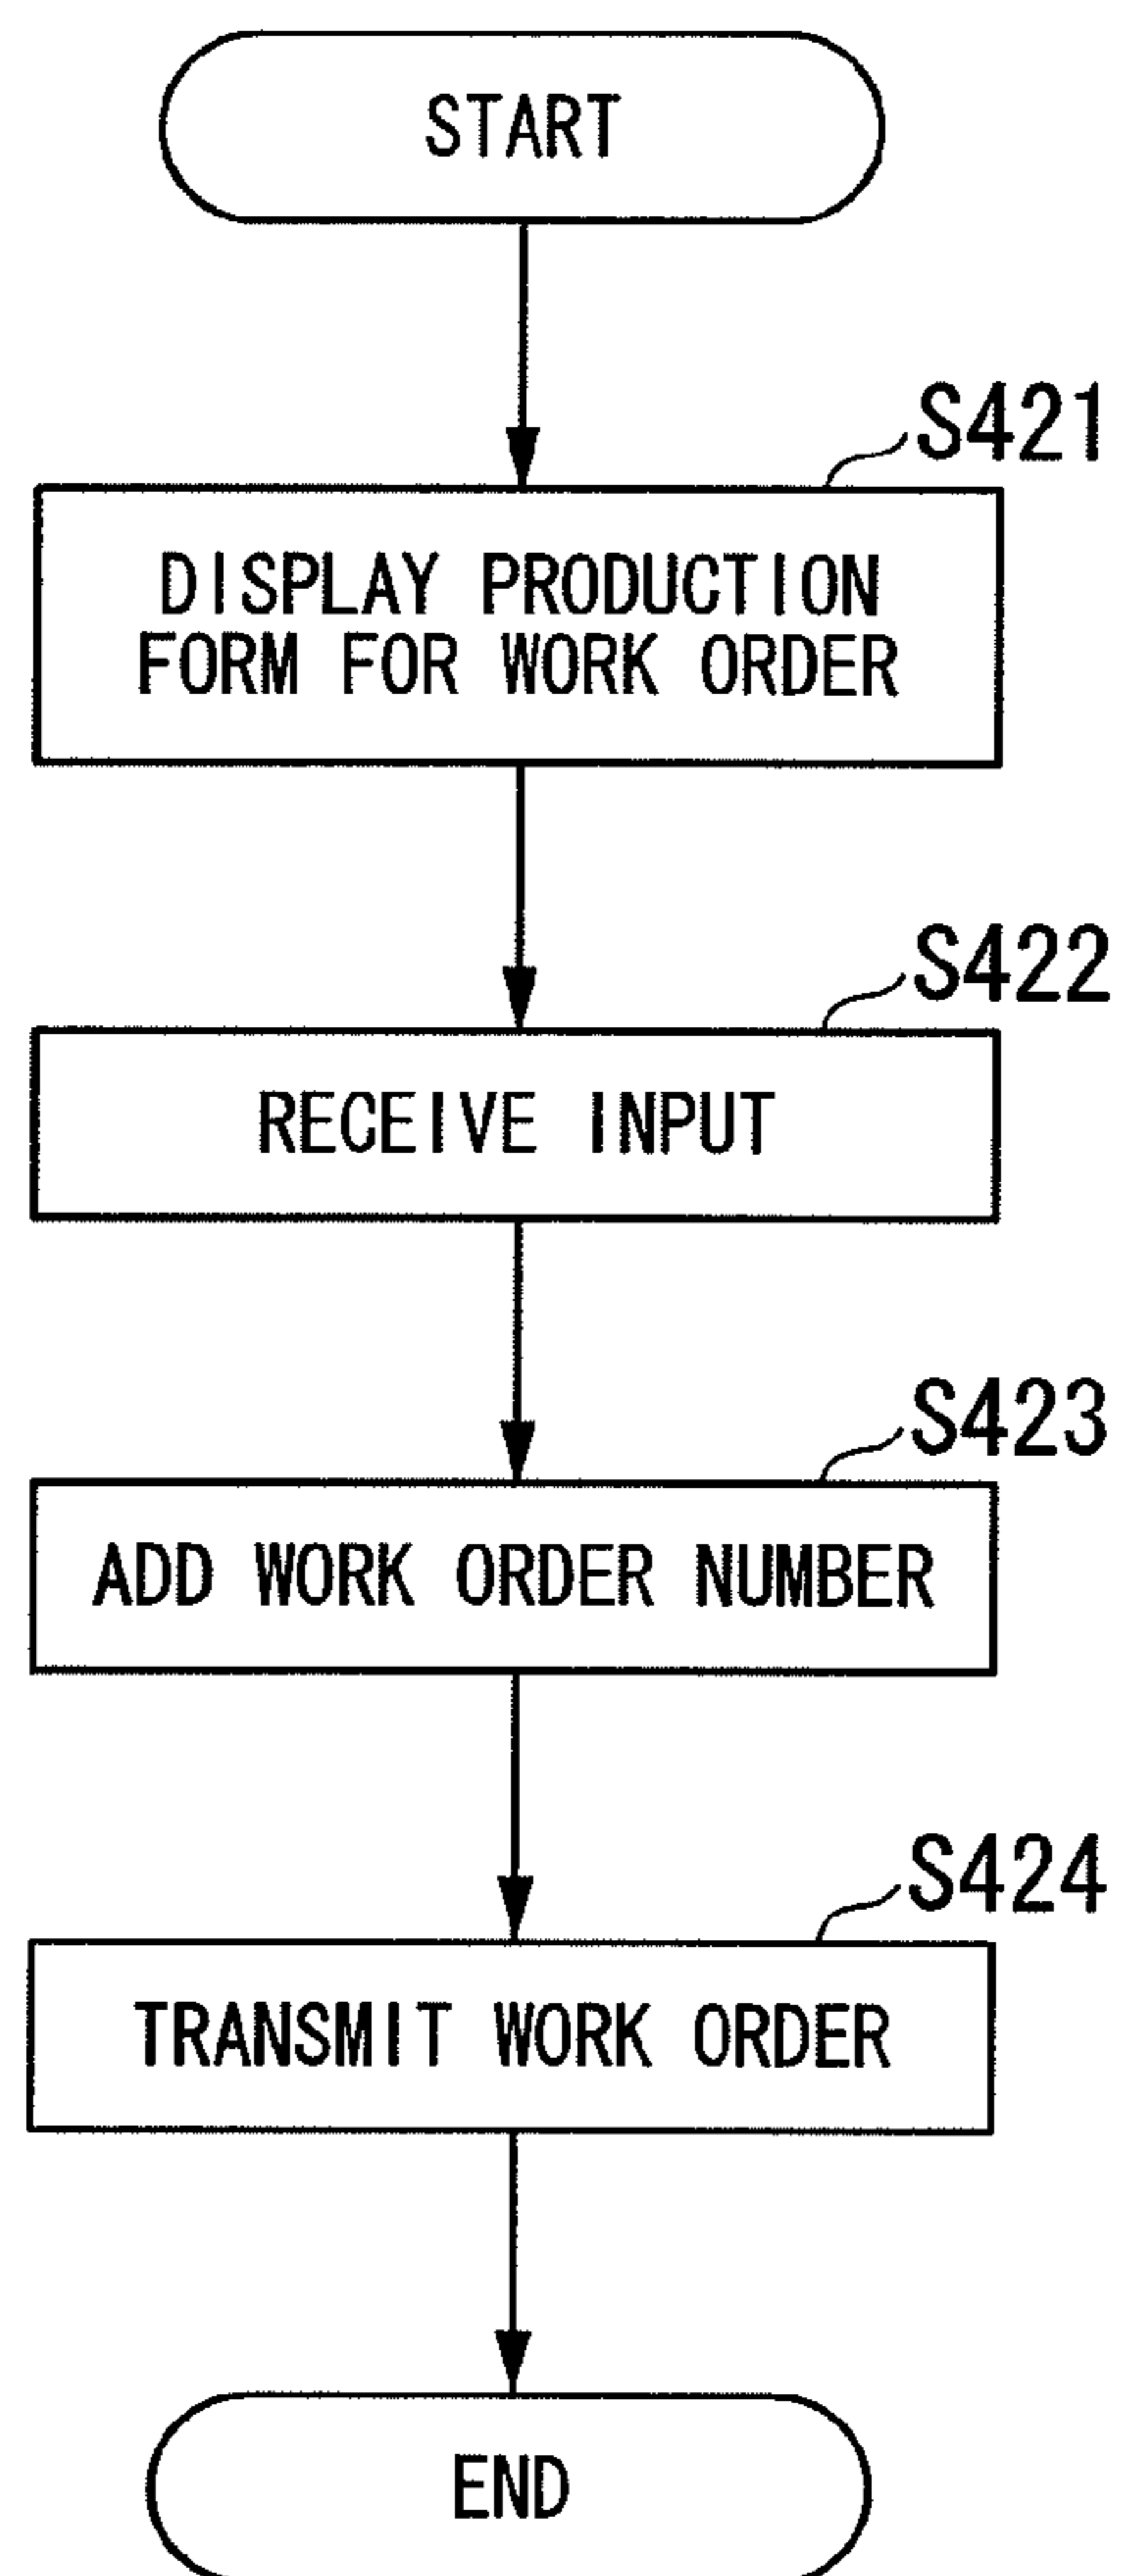 START
S421
DISPLAY PRODUCTION
FORM FOR WORK ORDER
S422
RECEIVE INPUT
S423
ADD WORK ORDER NUMBER
S424
TRANSMIT WORK ORDER
END